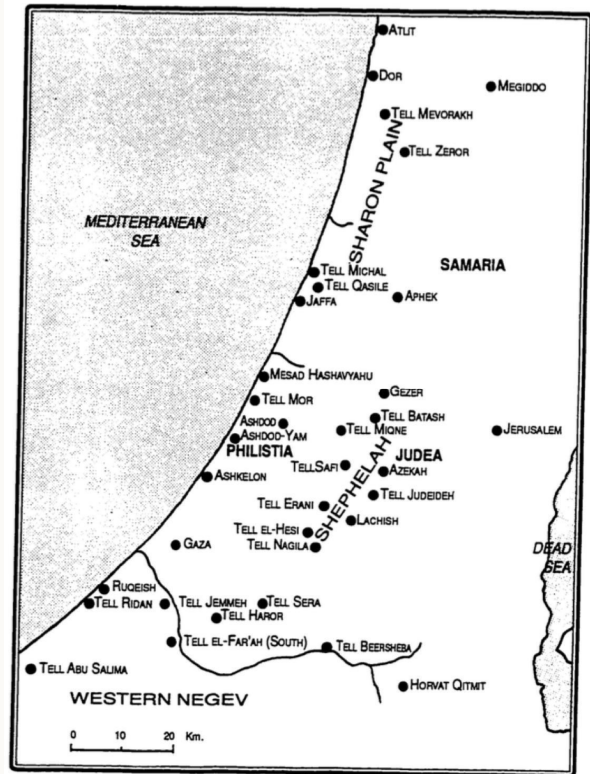 ATLIT
DOR
MEGIDDO
TELL MEVORAKH
TELL ZEROR
SHARON PLAIN
MEDITERRANEAN
SEA
SAMARIA
TELL MICHAL
TELL QASILE
JAFFA
APHEK
MESAD HASHAVYAHU
GEZER
TELL MOR
TELL BATASH
ASHDOD
TELL MIQNE
JERUSALEM
ASHDOD-YAM
PHILISTIA
JUDEA
TELL SAFI
AZEKAH
ASHKELON
SHEPHELAH
TELL JUDEIDEH
TELL ERANI
LACHISH
TELL EL-HESI
GAZA
TELL NAGILA
DEAD
SEA
RUQEISH
TELL RIDAN
TELL JEMMEH
TELL SERA
TELL HAROR
TELL EL-FAR'AH (SOUTH)
TELL BEERSHEBA
TELL ABU SALIMA
HORVAT QITMIT
WESTERN NEGEV
0 10 20 Km.